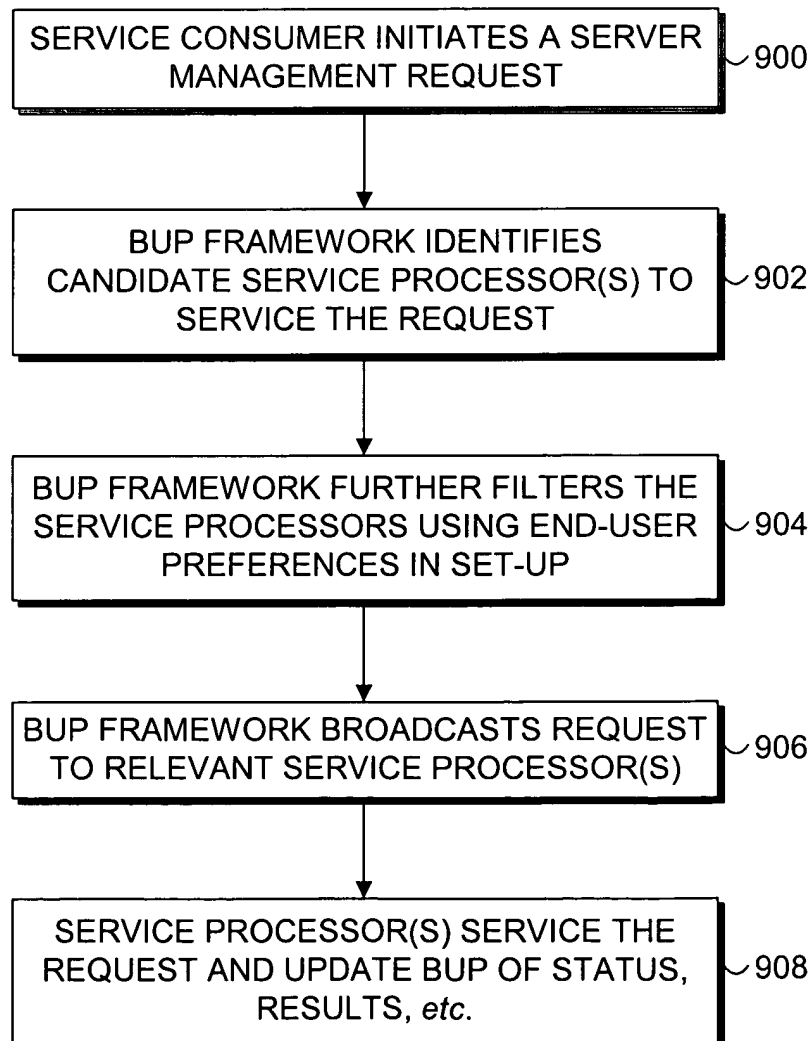 SERVICE CONSUMER INITIATES A SERVER
MANAGEMENT REQUEST
900
BUP FRAMEWORK IDENTIFIES
CANDIDATE SERVICE PROCESSOR(S) TO
SERVICE THE REQUEST
902
BUP FRAMEWORK FURTHER FILTERS THE
SERVICE PROCESSORS USING END-USER
PREFERENCES IN SET-UP
904
BUP FRAMEWORK BROADCASTS REQUEST
TO RELEVANT SERVICE PROCESSOR(S)
906
SERVICE PROCESSOR(S) SERVICE THE
REQUEST AND UPDATE BUP OF STATUS,
RESULTS, etc.
908